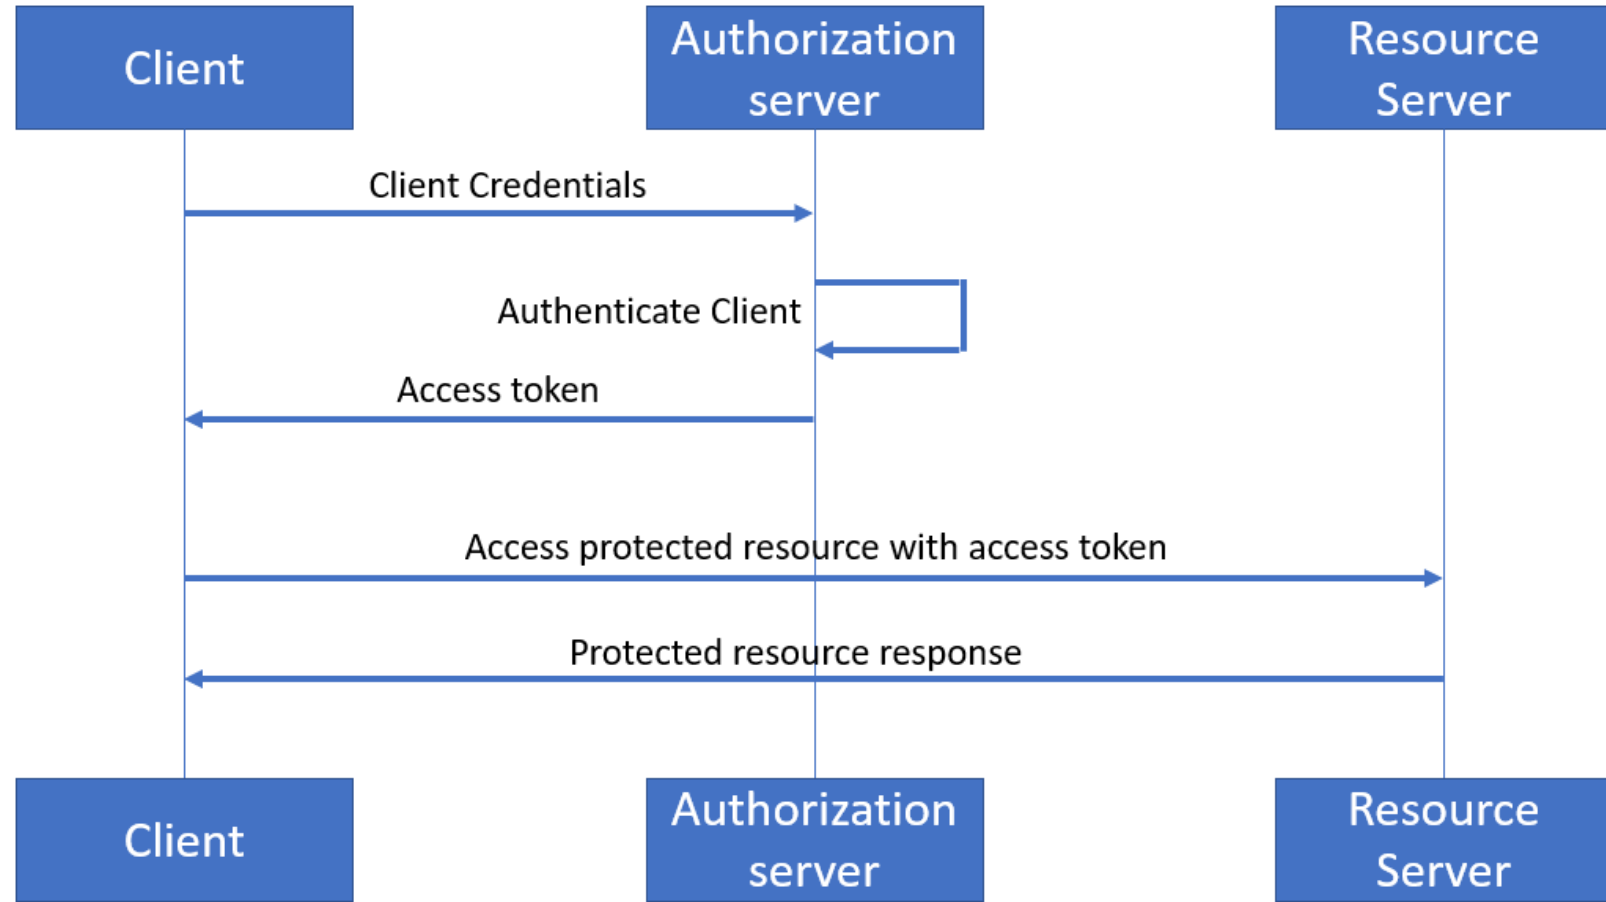 Client
Authorization
server
Resource
Server
Client Credentials
Authenticate Client
Access token
Access protected resource with access token
Protected resource response
Client
Authorization
server
Resource
Server